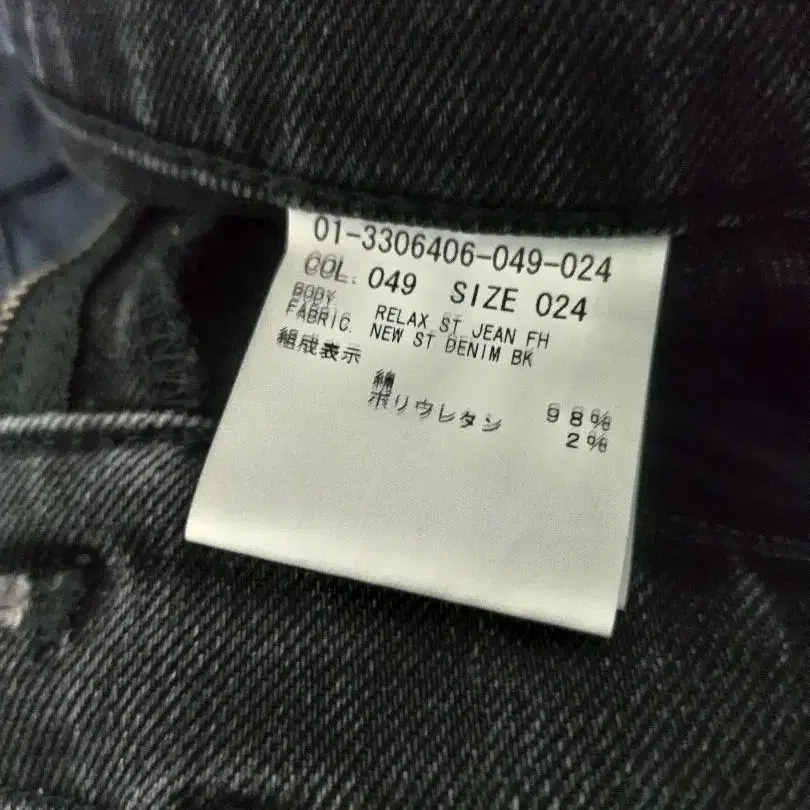 01-3306406-049-024
COL. 049 SIZE 024
BODY. RELAX ST JEAN FH
FABRIC. NEW ST DENIM BK
組成表示
綿 98%
ポリウレタン 2%